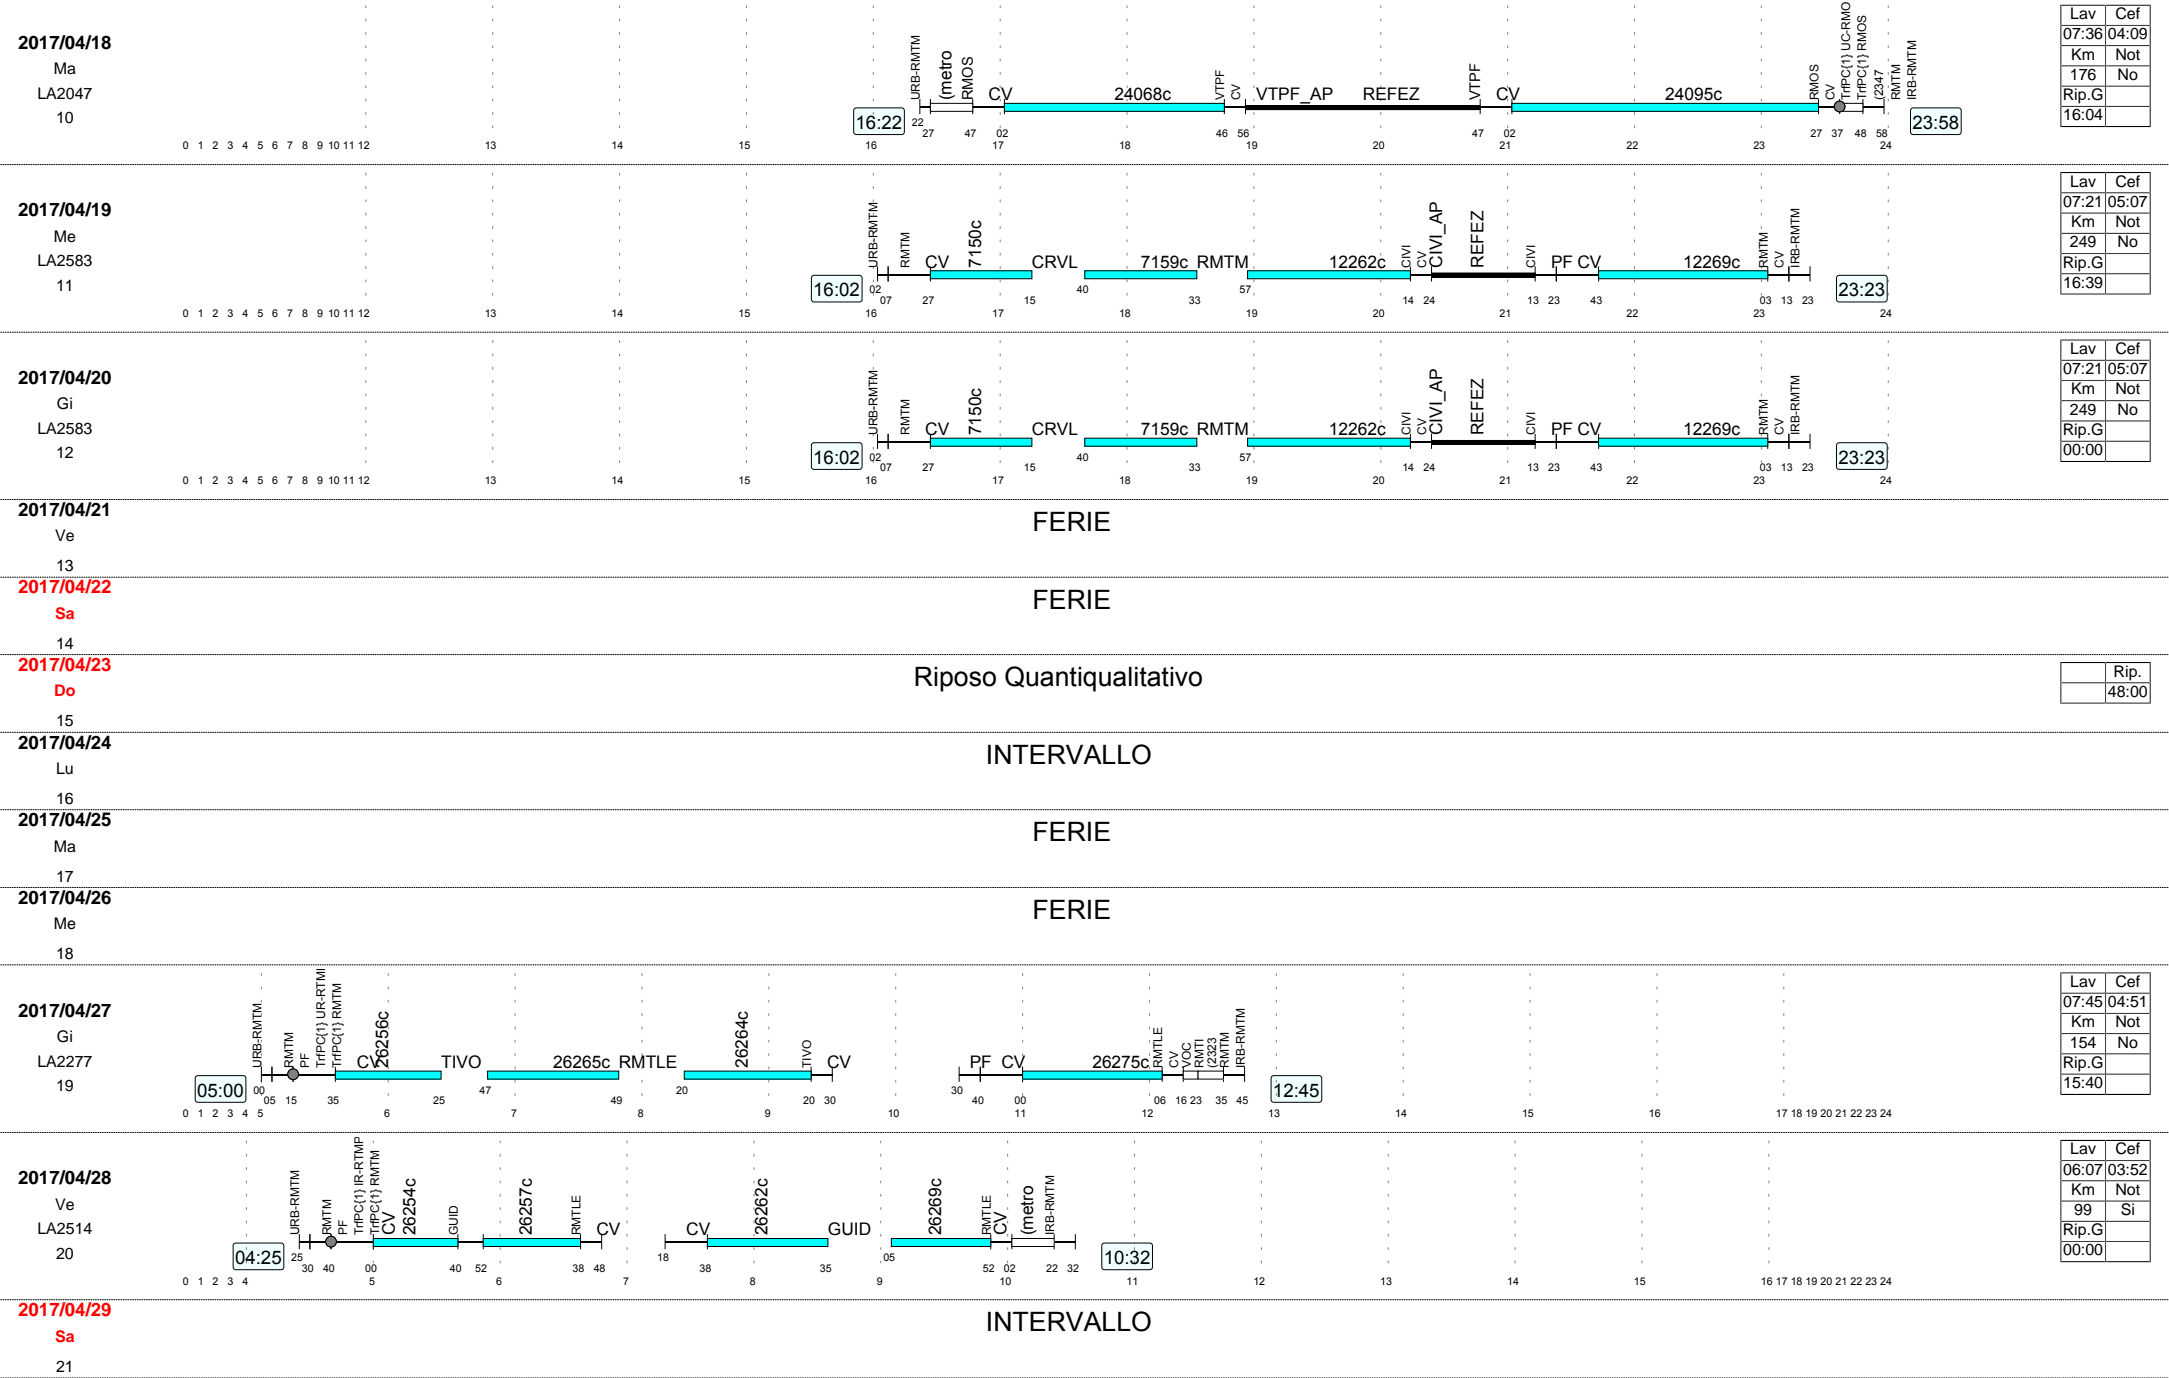 2017/04/18
Ma
LA2047
10
16:22
URB-RMTM (metro RMOS CV 24068c VTPF CV VTPF_AP REFEZ VTPF CV 24095c RMOS CV TrfPC{1} UC-RMO TrfPC{1} RMOS (2347 RMTM IRB-RMTM
22 27 47 02 46 56 47 02 27 37 48 58
23:58
0 1 2 3 4 5 6 7 8 9 10 11 12 13 14 15 16 17 18 19 20 21 22 23 24
Lav Cef
07:36 04:09
Km Not
176 No
Rip.G
16:04
2017/04/19
Me
LA2583
11
16:02
URB-RMTM RMTM CV 7150c CRVL 7159c RMTM 12262c CIVI CV CIVI_AP REFEZ CIVI PF CV 12269c RMTM CV IRB-RMTM
02 07 27 15 40 33 57 14 24 13 23 43 03 13 23
23:23
0 1 2 3 4 5 6 7 8 9 10 11 12 13 14 15 16 17 18 19 20 21 22 23 24
Lav Cef
07:21 05:07
Km Not
249 No
Rip.G
16:39
2017/04/20
Gi
LA2583
12
16:02
URB-RMTM RMTM CV 7150c CRVL 7159c RMTM 12262c CIVI CV CIVI_AP REFEZ CIVI PF CV 12269c RMTM CV IRB-RMTM
02 07 27 15 40 33 57 14 24 13 23 43 03 13 23
23:23
0 1 2 3 4 5 6 7 8 9 10 11 12 13 14 15 16 17 18 19 20 21 22 23 24
Lav Cef
07:21 05:07
Km Not
249 No
Rip.G
00:00
2017/04/21
Ve
13
FERIE
2017/04/22
Sa
14
FERIE
2017/04/23
Do
15
Riposo Quantiqualitativo
Rip.
48:00
2017/04/24
Lu
16
INTERVALLO
2017/04/25
Ma
17
FERIE
2017/04/26
Me
18
FERIE
2017/04/27
Gi
LA2277
19
05:00
URB-RMTM RMTM PF TrfPC{1} UR-RTMI TrfPC{1} RMTM CV 26256c TIVO 26265c RMTLE 26264c TIVO CV PF CV 26275c RMTLE CV VOC RMTI (2323 RMTM IRB-RMTM
00 05 15 35 25 47 49 20 20 30 30 40 00 06 16 23 35 45
12:45
0 1 2 3 4 5 6 7 8 9 10 11 12 13 14 15 16 17 18 19 20 21 22 23 24
Lav Cef
07:45 04:51
Km Not
154 No
Rip.G
15:40
2017/04/28
Ve
LA2514
20
04:25
URB-RMTM RMTM PF TrfPC{1} IR-RTMP TrfPC{1} RMTM CV 26254c GUID 26257c RMTLE CV CV 26262c GUID 26269c RMTLE CV (metro IRB-RMTM
25 30 40 00 40 52 38 48 18 38 35 05 52 02 22 32
10:32
0 1 2 3 4 5 6 7 8 9 10 11 12 13 14 15 16 17 18 19 20 21 22 23 24
Lav Cef
06:07 03:52
Km Not
99 Si
Rip.G
00:00
2017/04/29
Sa
21
INTERVALLO